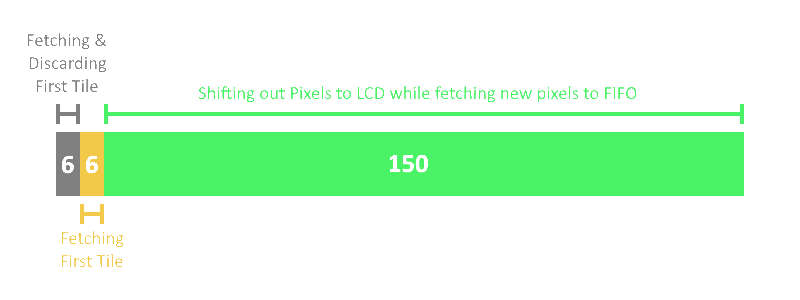 Fetching &
Discarding
First Tile
Shifting out Pixels to LCD while fetching new pixels to FIFO
6 6 150
Fetching
First Tile